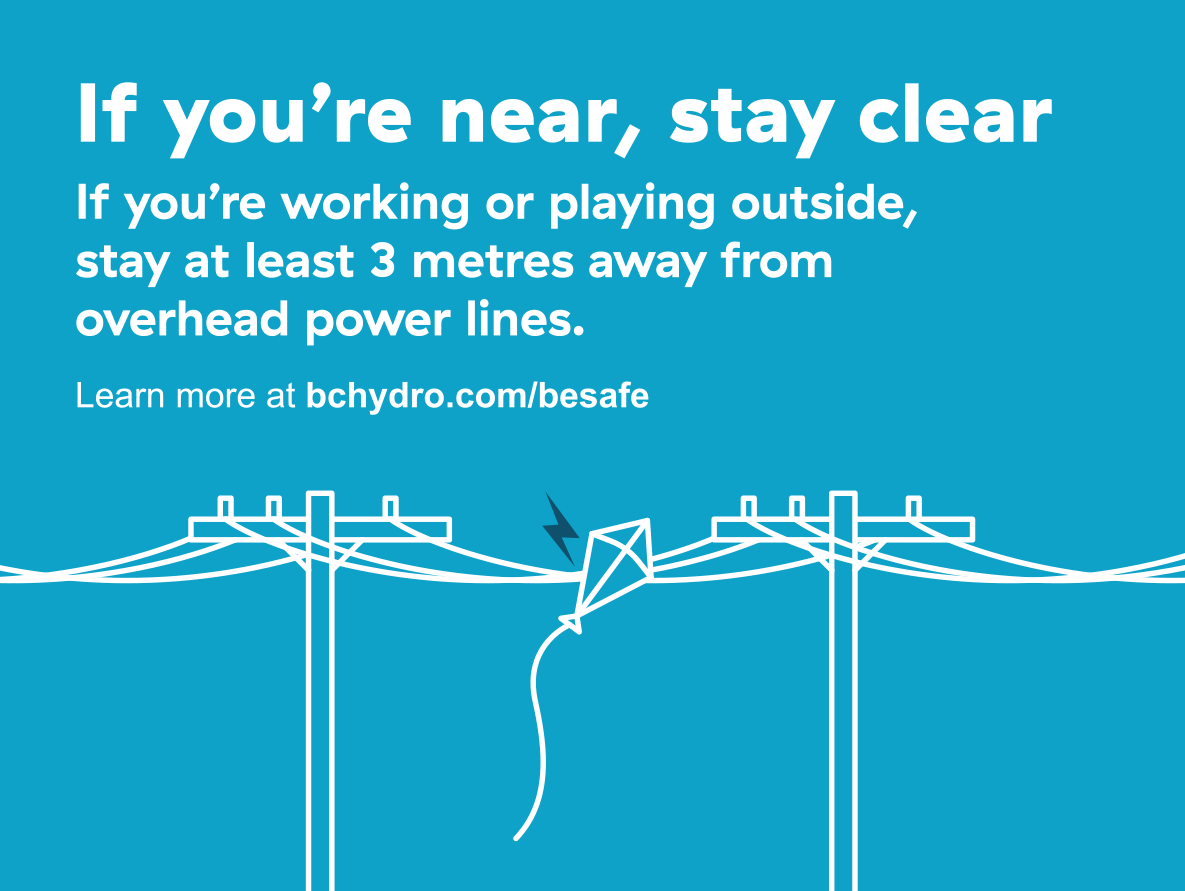 If you’re near, stay clear
If you’re working or playing outside,
stay at least 3 metres away from
overhead power lines.
Learn more at bchydro.com/besafe